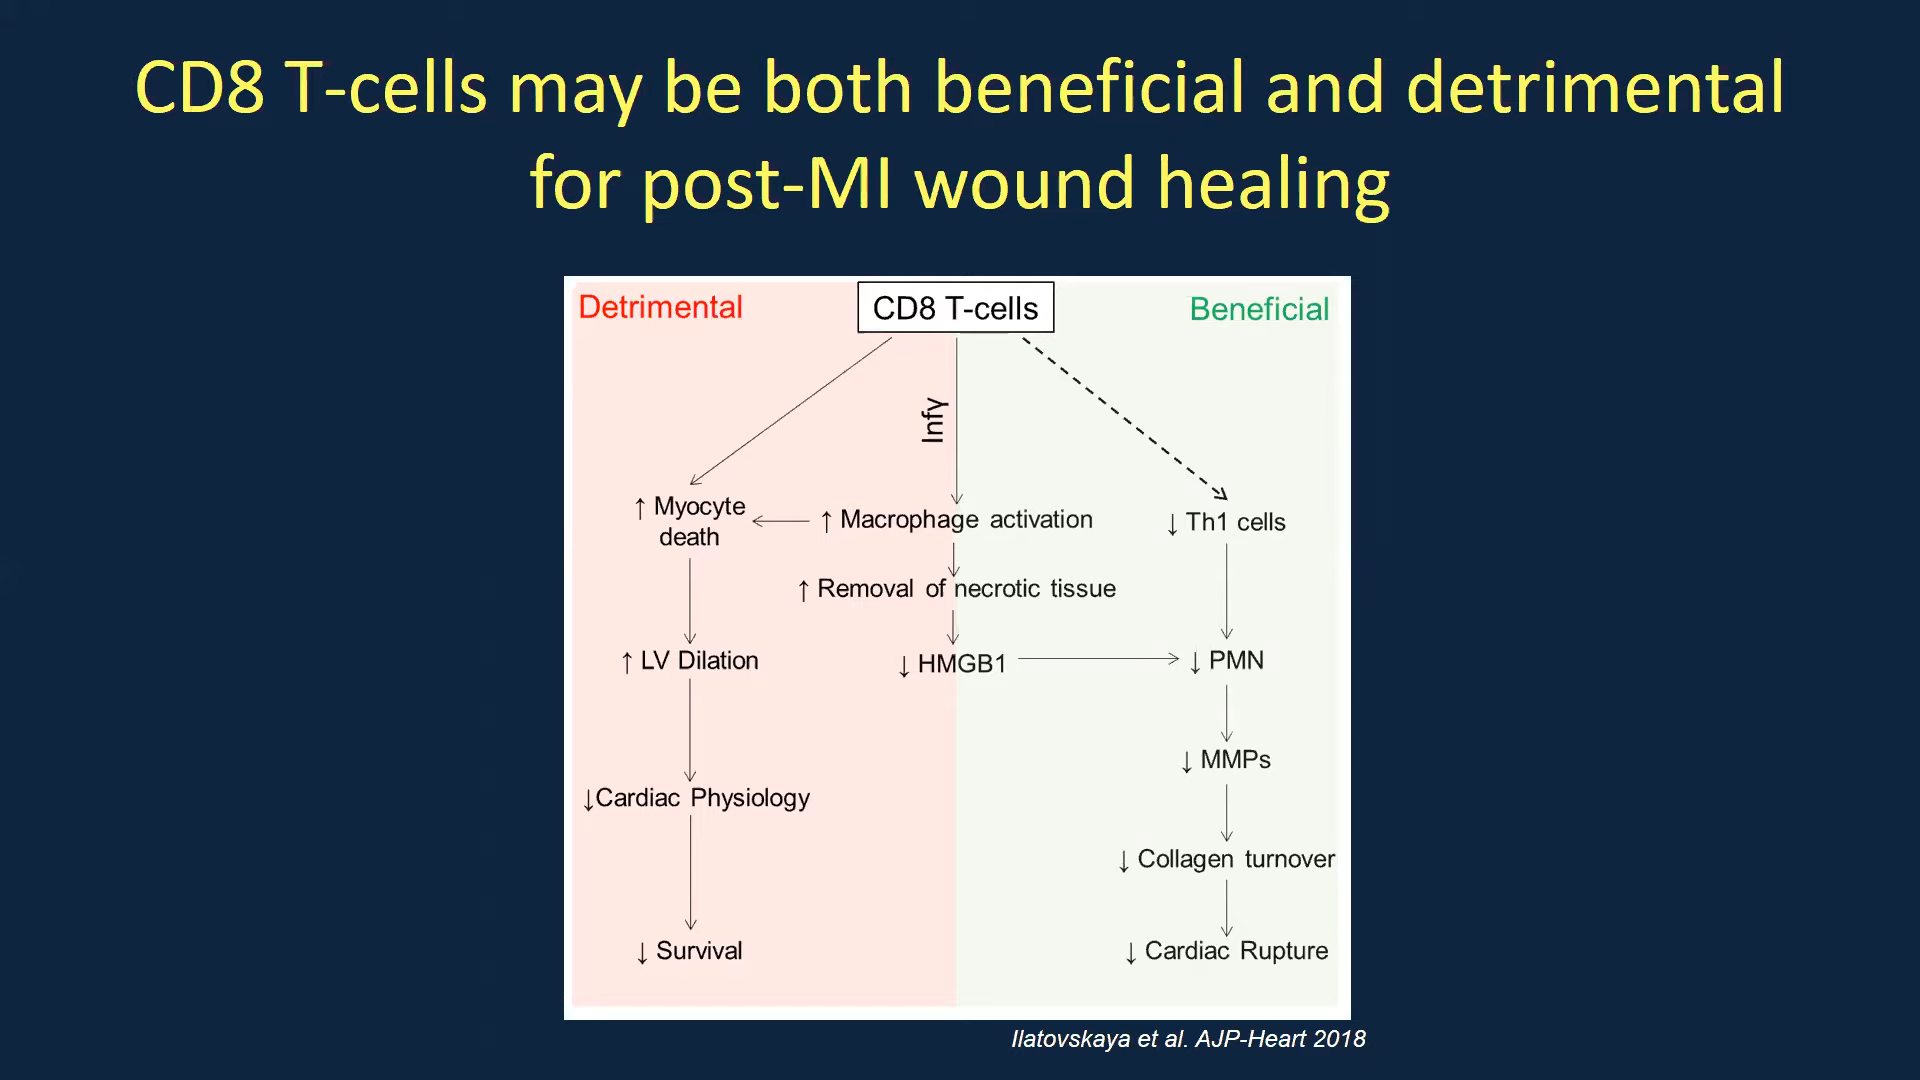 CD8 T-cells may be both beneficial and detrimental
for post-MI wound healing
Detrimental
CD8 T-cells
Beneficial
Infγ
↑ Myocyte
death
↑ Macrophage activation
↓ Th1 cells
↑ Removal of necrotic tissue
↑ LV Dilation
↓ HMGB1
↓ PMN
↓ MMPs
↓Cardiac Physiology
↓ Collagen turnover
↓ Survival
↓ Cardiac Rupture
Ilatovskaya et al. AJP-Heart 2018